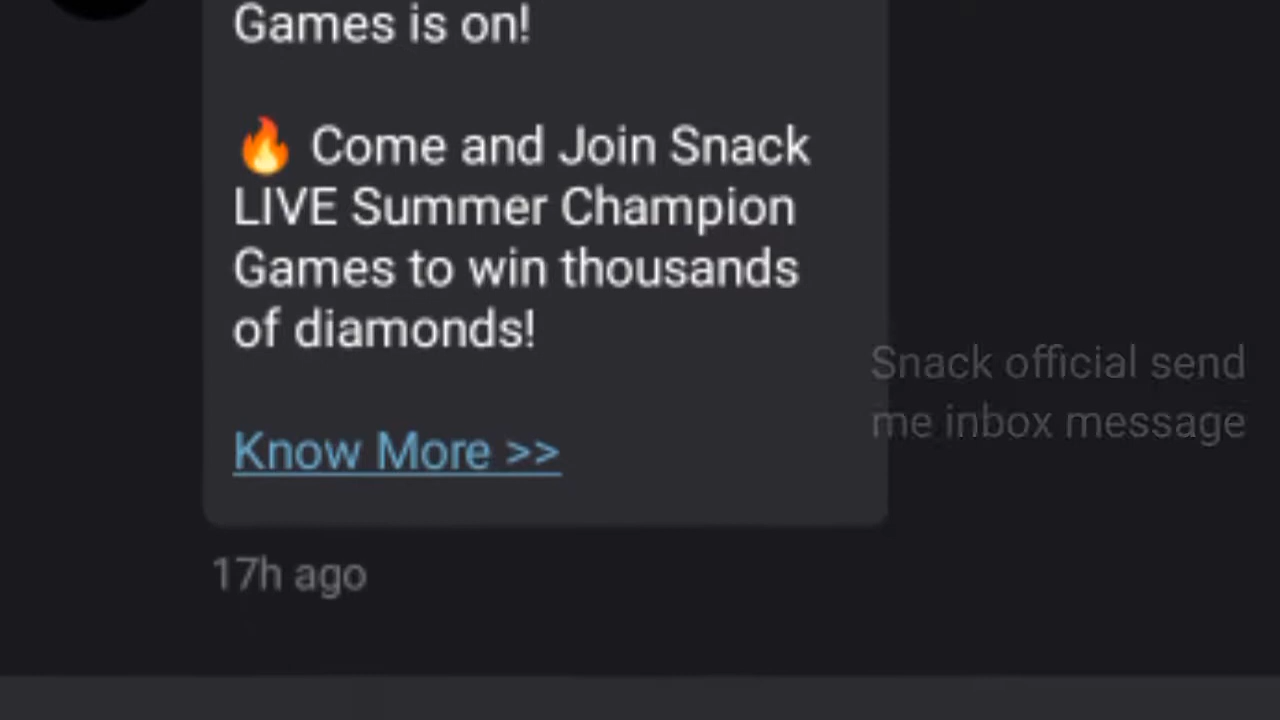 Games is on!
🔥 Come and Join Snack
LIVE Summer Champion
Games to win thousands
of diamonds!
Snack official send
me inbox message
Know More >>
17h ago